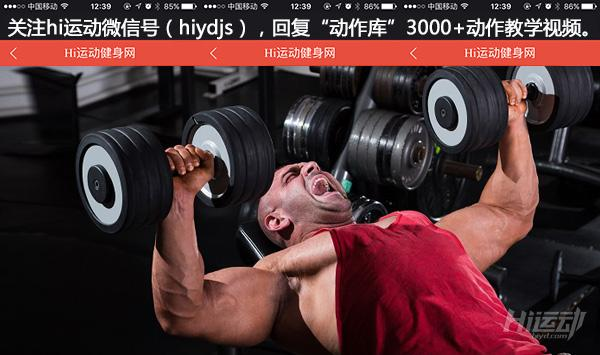 中国移动 12:39 85% 中国移动 12:39 86% 中国移动 12:39 86%
关注hi运动微信号（hiydjs），回复“动作库”3000+动作教学视频。
Hi运动健身网 Hi运动健身网 Hi运动健身网
Hi运动
hiyd.com